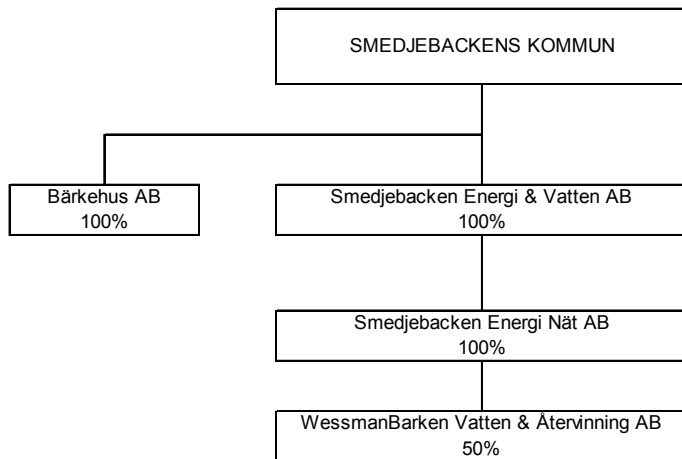 SMEDJEBACKENS KOMMUN
Bärkehus AB
100%
Smedjebacken Energi & Vatten AB
100%
Smedjebacken Energi Nät AB
100%
WessmanBarken Vatten & Återvinning AB
50%